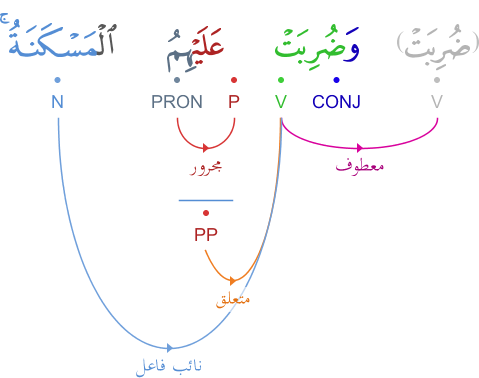 (ضُرِبَتْ) وَضُرِبَتْ عَلَيْهِمُ ٱلْمَسْكَنَةُ ۚ
V CONJ V P PRON N
مجرور معطوف
PP
متعلق
نائب فاعل